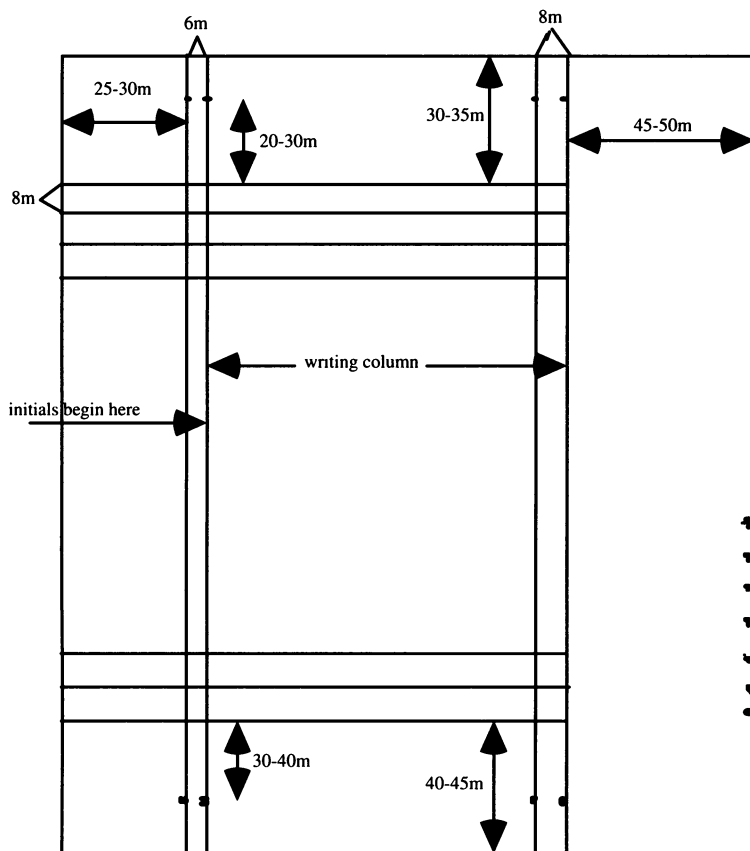 6m
8m
25-30m
30-35m
45-50m
20-30m
8m
writing column
initials begin here
30-40m
40-45m